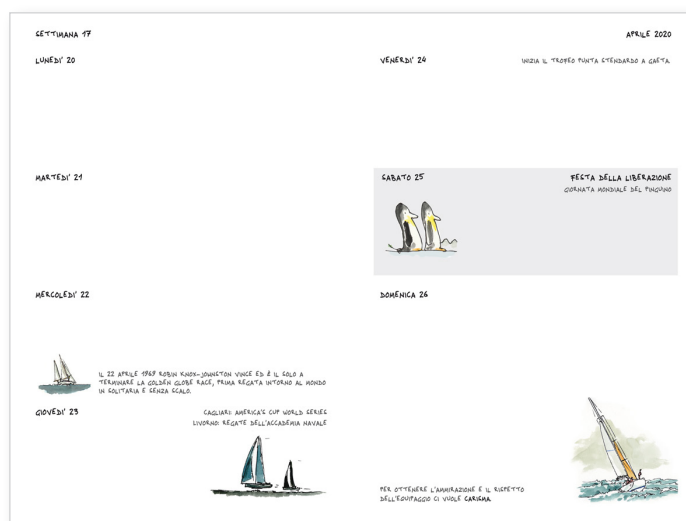 SETTIMANA 17
APRILE 2020
LUNEDI' 20
MARTEDI' 21
MERCOLEDI' 22
IL 22 APRILE 1969 ROBIN KNOX-JOHNSTON VINCE ED È IL SOLO A
TERMINARE LA GOLDEN GLOBE RACE, PRIMA REGATA INTORNO AL MONDO
IN SOLITARIA E SENZA SCALO.
GIOVEDI' 23
CAGLIARI: AMERICA'S CUP WORLD SERIES
LIVORNO: REGATE DELL'ACCADEMIA NAVALE
VENERDI' 24
INIZIA IL TROFEO PUNTA STENDARDO A GAETA.
SABATO 25
FESTA DELLA LIBERAZIONE
GIORNATA MONDIALE DEL PINGUINO
DOMENICA 26
PER OTTENERE L'AMMIRAZIONE E IL RISPETTO
DELL'EQUIPAGGIO CI VUOLE CARISMA.